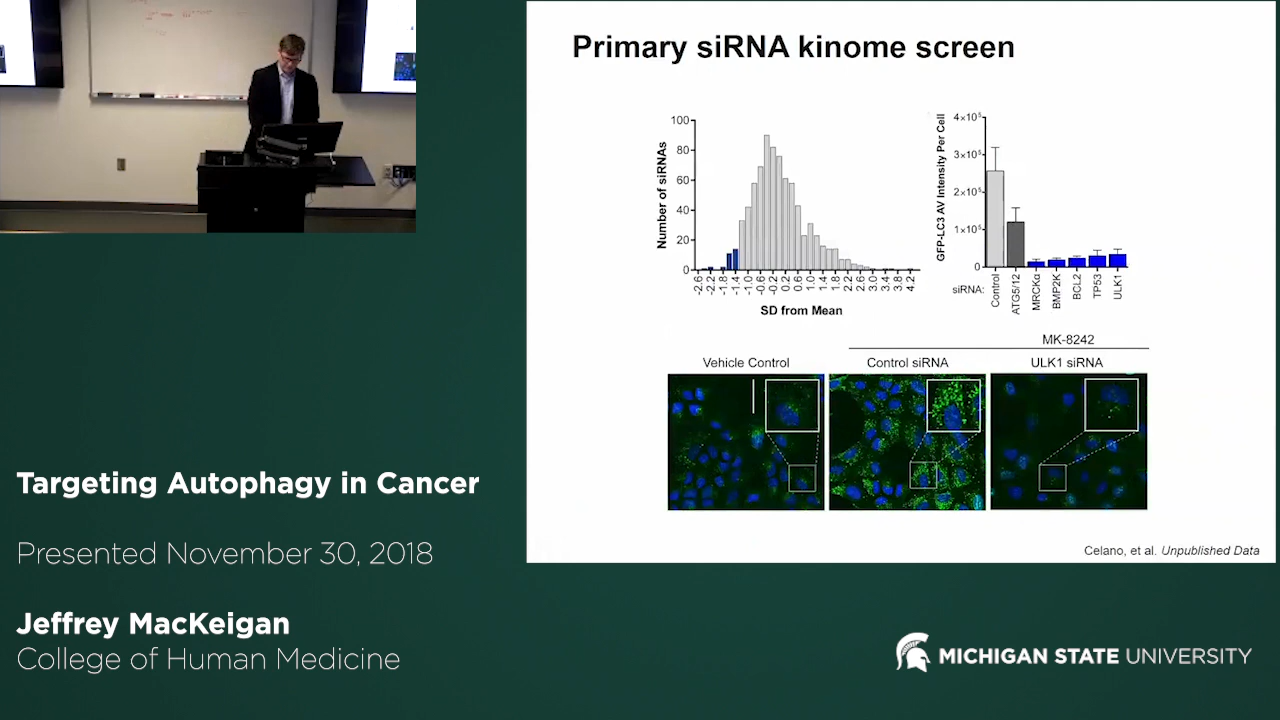 Primary siRNA kinome screen
100
80
60
40
20
0
Number of siRNAs
-2.6
-2.2
-1.8
-1.4
-1.0
-0.6
-0.2
0.2
0.6
1.0
1.4
1.8
2.2
2.6
3.0
3.4
3.8
4.2
SD from Mean
4×10⁵
3×10⁵
2×10⁵
1×10⁵
0
GFP-LC3 AV Intensity Per Cell
siRNA:
Control
ATG5/12
MRCKα
BMP2K
BCL2
TP53
ULK1
MK-8242
Vehicle Control
Control siRNA
ULK1 siRNA
Celano, et al. Unpublished Data
Targeting Autophagy in Cancer
Presented November 30, 2018
Jeffrey MacKeigan
College of Human Medicine
MICHIGAN STATE UNIVERSITY